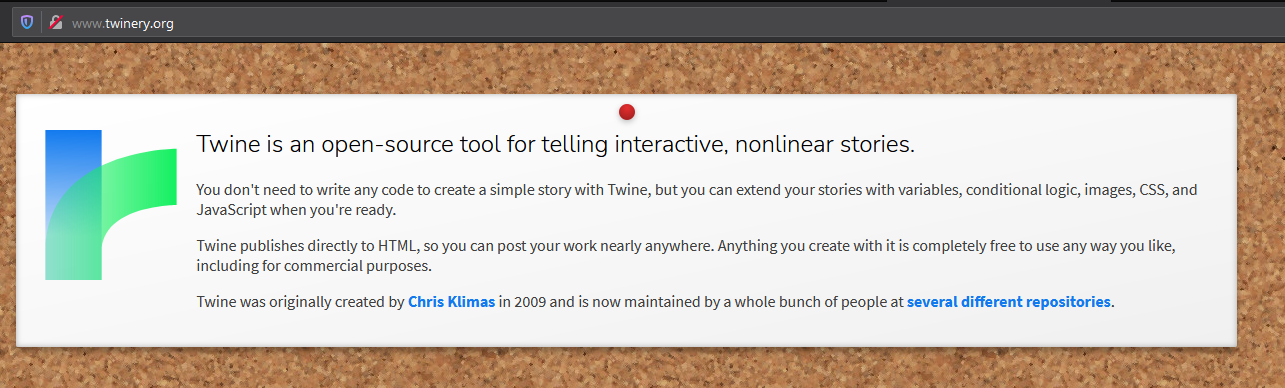 www.twinery.org
Twine is an open-source tool for telling interactive, nonlinear stories.
You don't need to write any code to create a simple story with Twine, but you can extend your stories with variables, conditional logic, images, CSS, and
JavaScript when you're ready.
Twine publishes directly to HTML, so you can post your work nearly anywhere. Anything you create with it is completely free to use any way you like,
including for commercial purposes.
Twine was originally created by Chris Klimas in 2009 and is now maintained by a whole bunch of people at several different repositories.